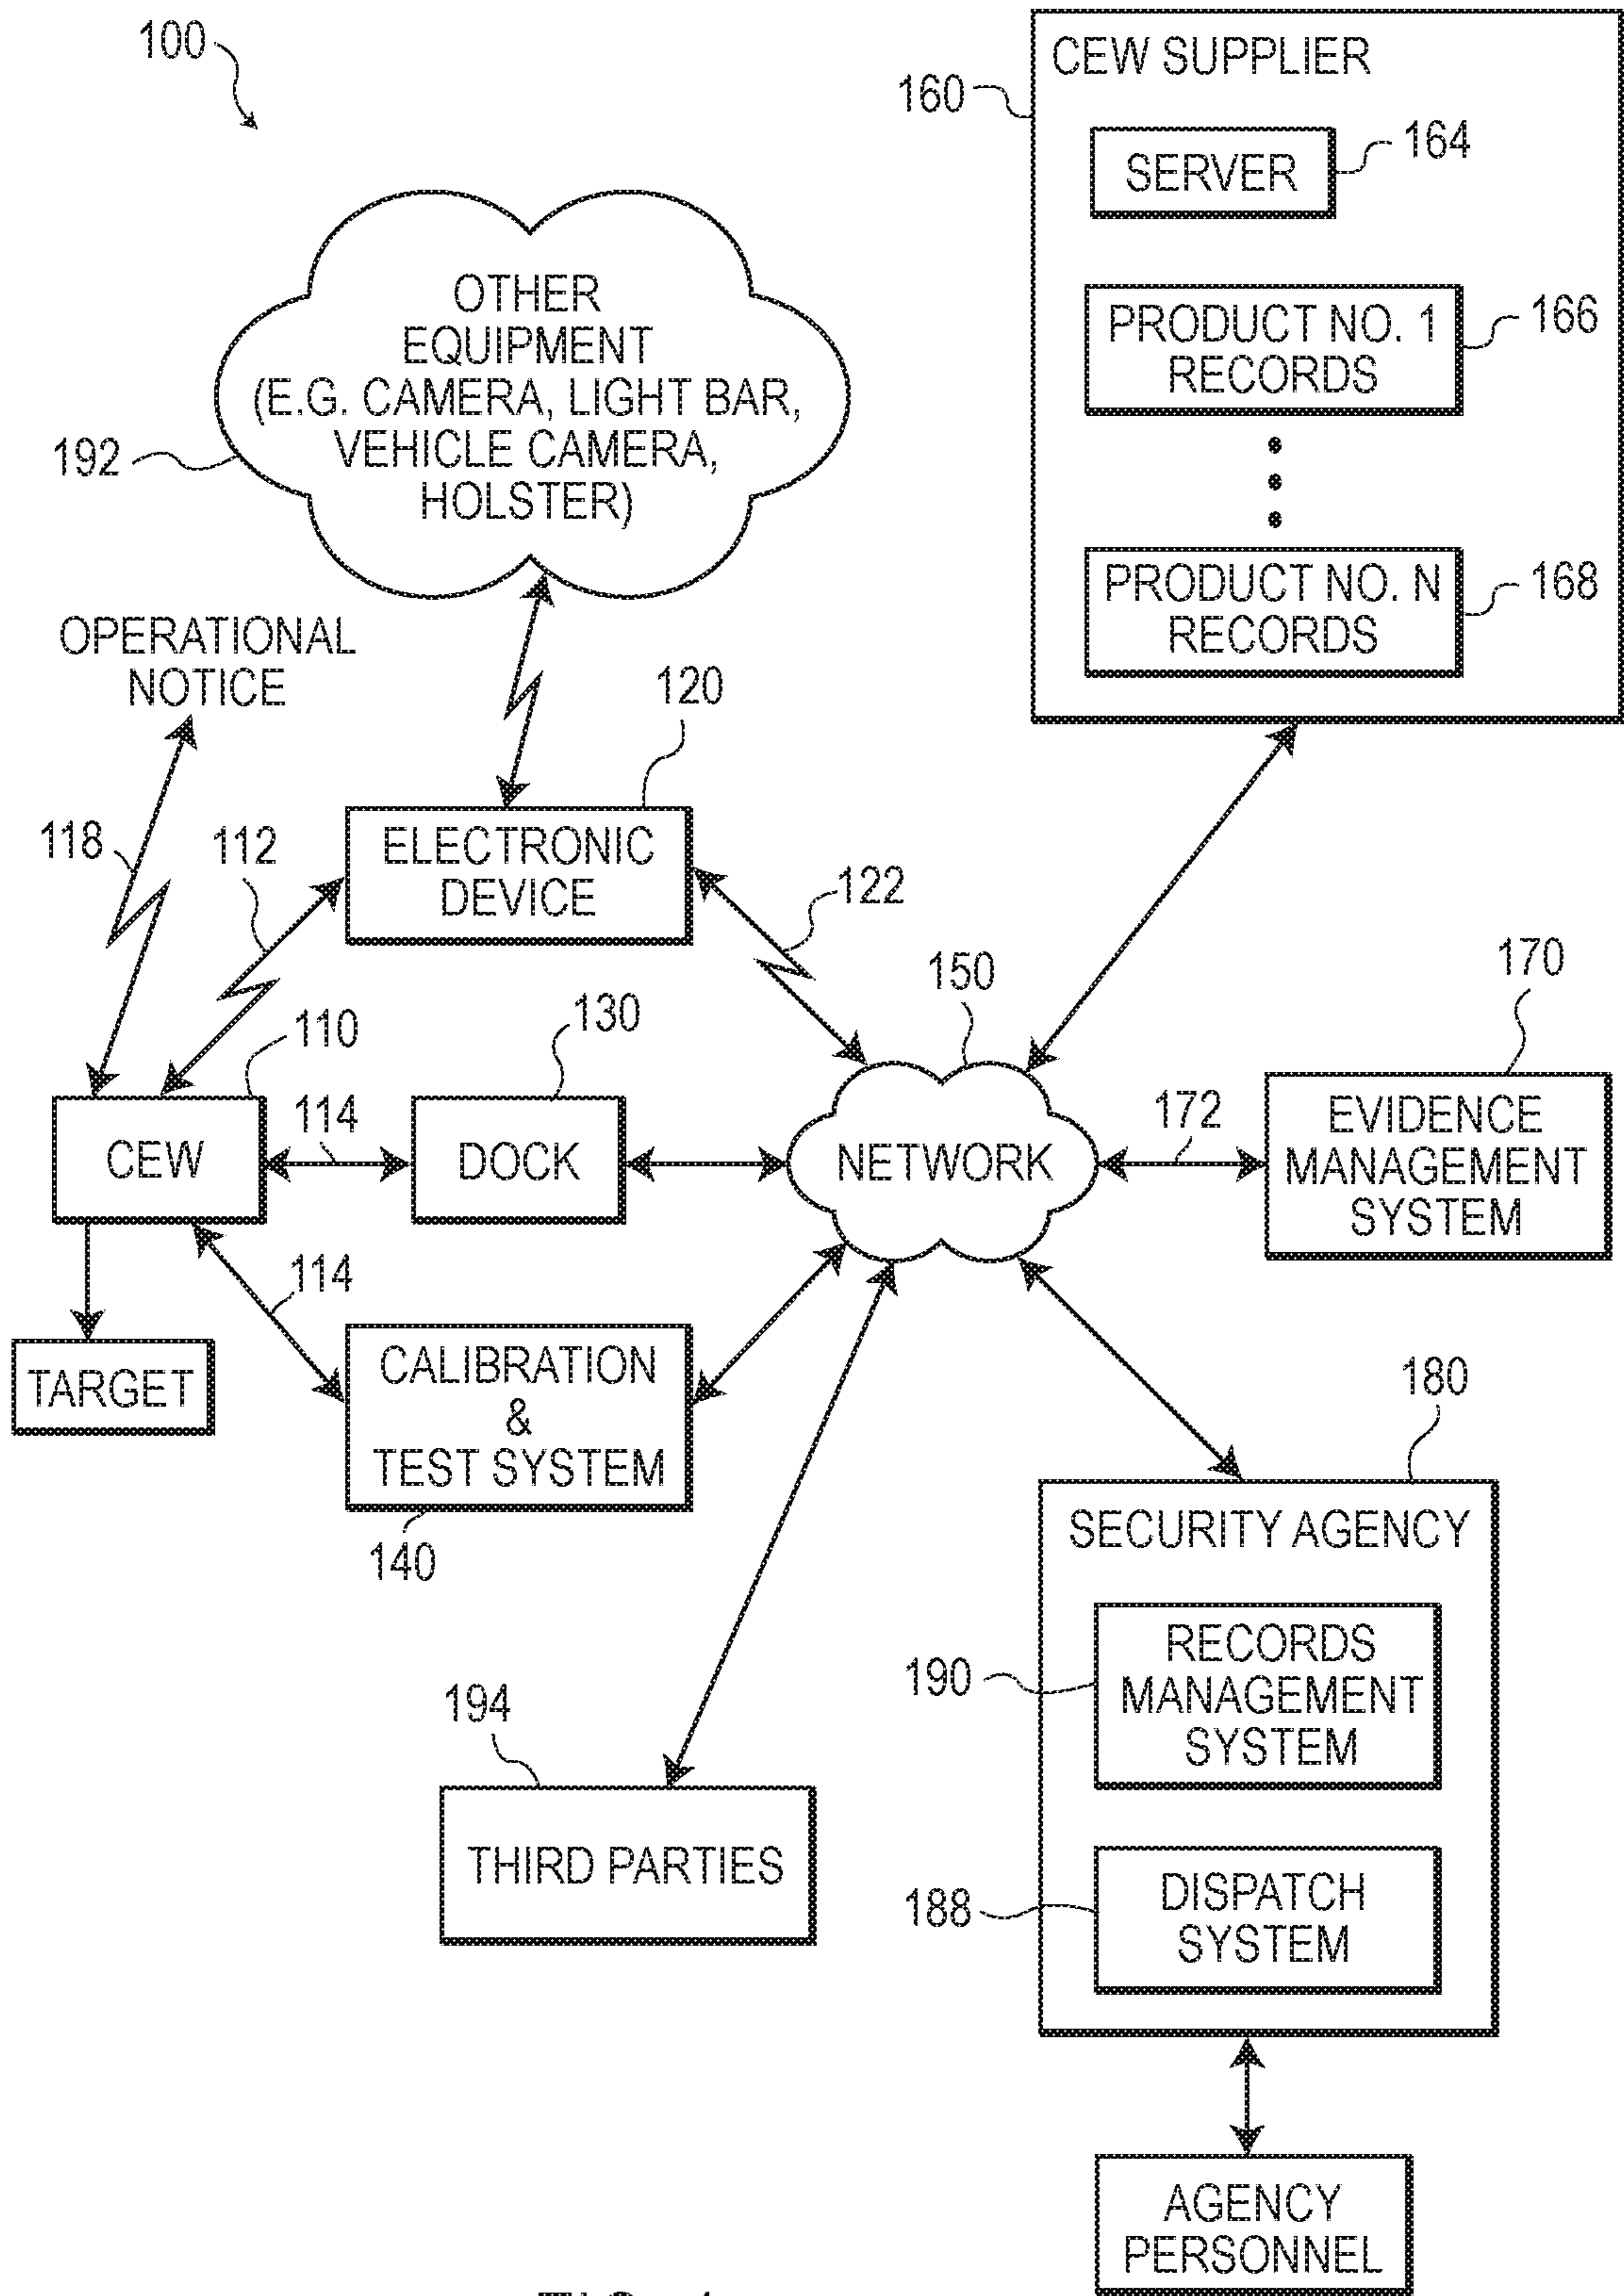 100
CEW SUPPLIER
160
SERVER
164
PRODUCT NO. 1
RECORDS
166
PRODUCT NO. N
RECORDS
168
OTHER
EQUIPMENT
(E.G. CAMERA, LIGHT BAR,
VEHICLE CAMERA,
HOLSTER)
192
OPERATIONAL
NOTICE
118
112
120
ELECTRONIC
DEVICE
122
110
CEW
114
130
DOCK
150
NETWORK
172
170
EVIDENCE
MANAGEMENT
SYSTEM
TARGET
114
CALIBRATION
&
TEST SYSTEM
140
180
SECURITY AGENCY
190
RECORDS
MANAGEMENT
SYSTEM
188
DISPATCH
SYSTEM
194
THIRD PARTIES
AGENCY
PERSONNEL